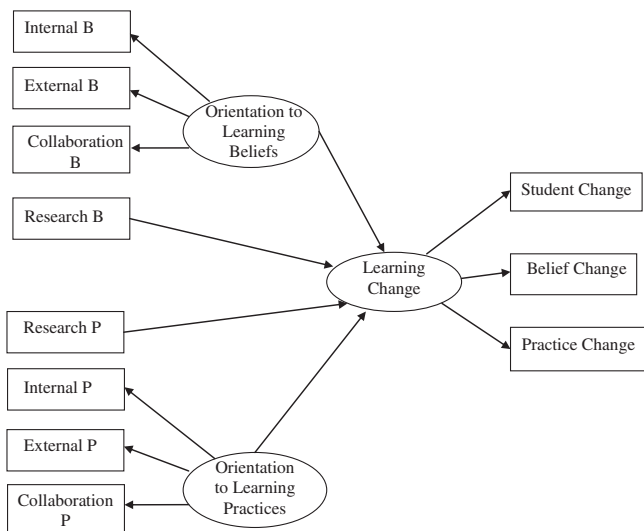 Internal B
External B
Collaboration
B
Orientation to
Learning
Beliefs
Research B
Learning
Change
Student Change
Belief Change
Practice Change
Research P
Internal P
External P
Collaboration
P
Orientation
to Learning
Practices